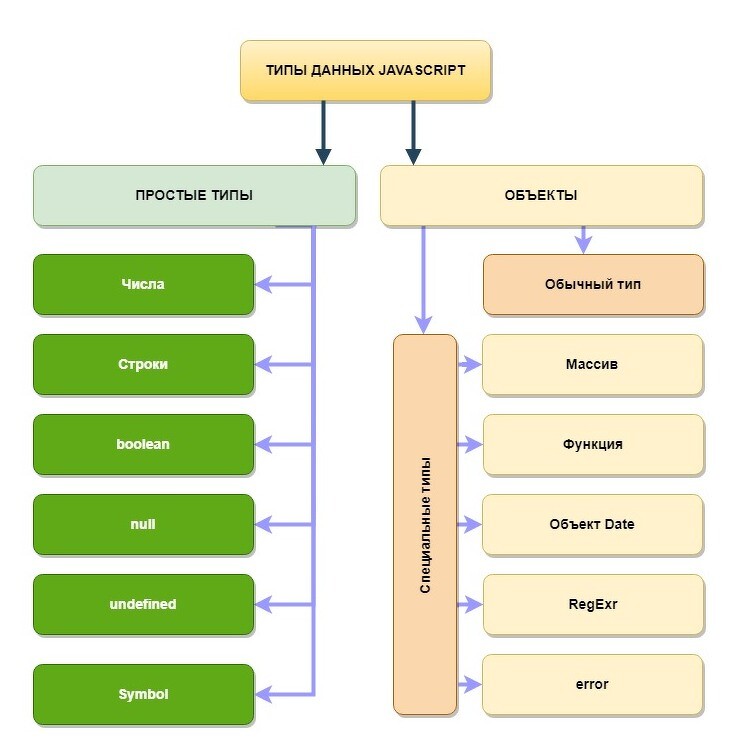 ТИПЫ ДАННЫХ JAVASCRIPT
ПРОСТЫЕ ТИПЫ
ОБЪЕКТЫ
Числа
Строки
boolean
null
undefined
Symbol
Обычный тип
Специальные типы
Массив
Функция
Объект Date
RegExr
error